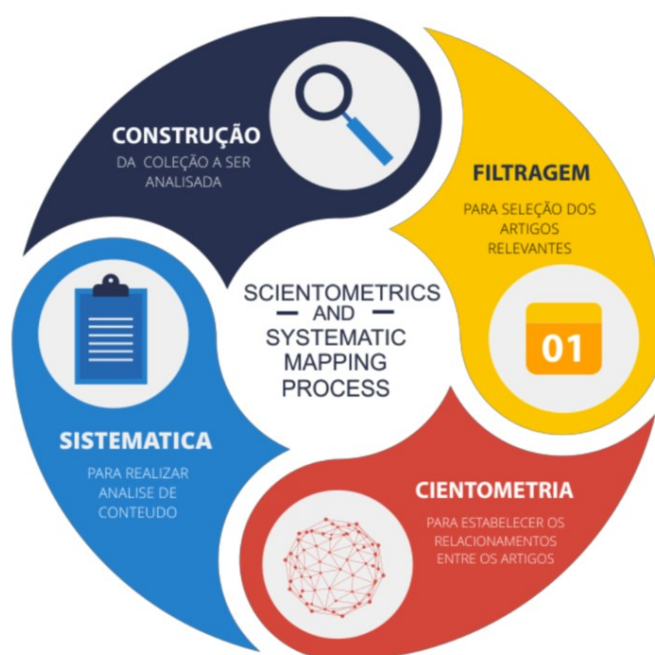 CONSTRUÇÃO
DA COLEÇÃO A SER
ANALISADA
FILTRAGEM
PARA SELEÇÃO DOS
ARTIGOS
RELEVANTES
01
SCIENTOMETRICS
AND
SYSTEMATIC
MAPPING
PROCESS
CIENTOMETRIA
PARA ESTABELECER OS
RELACIONAMENTOS
ENTRE OS ARTIGOS
SISTEMATICA
PARA REALIZAR
ANALISE DE
CONTEUDO